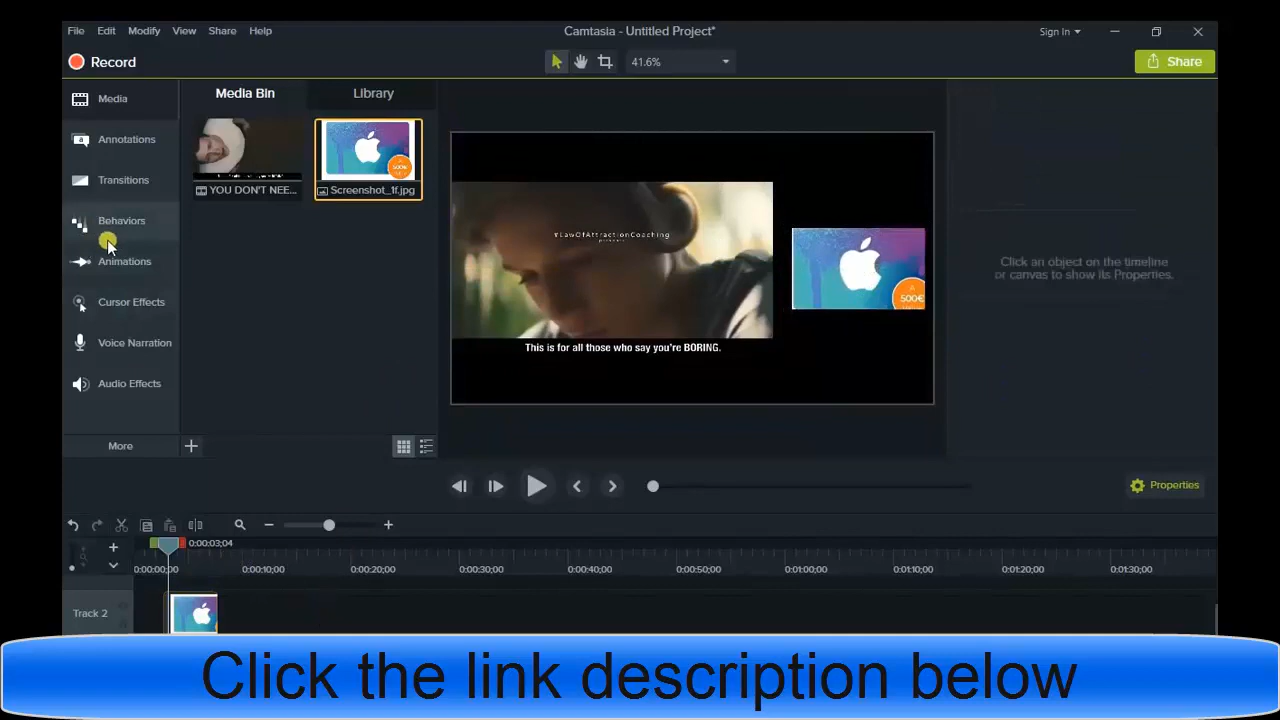 File Edit Modify View Share Help
Camtasia - Untitled Project*
Sign In
Record
41.6%
Share
Media
Annotations
Transitions
Behaviors
Animations
Cursor Effects
Voice Narration
Audio Effects
More
Media Bin
Library
YOU DON'T NEE...
Screenshot_1f.jpg
#LawOfAttractionCoaching
presents
This is for all those who say you're BORING.
500€
Click an object on the timeline
or canvas to show its Properties.
Properties
0:00:03;04
0:00:00;00 0:00:10;00 0:00:20;00 0:00:30;00 0:00:40;00 0:00:50;00 0:01:00;00 0:01:10;00 0:01:20;00 0:01:30;00
Track 2
Click the link description below